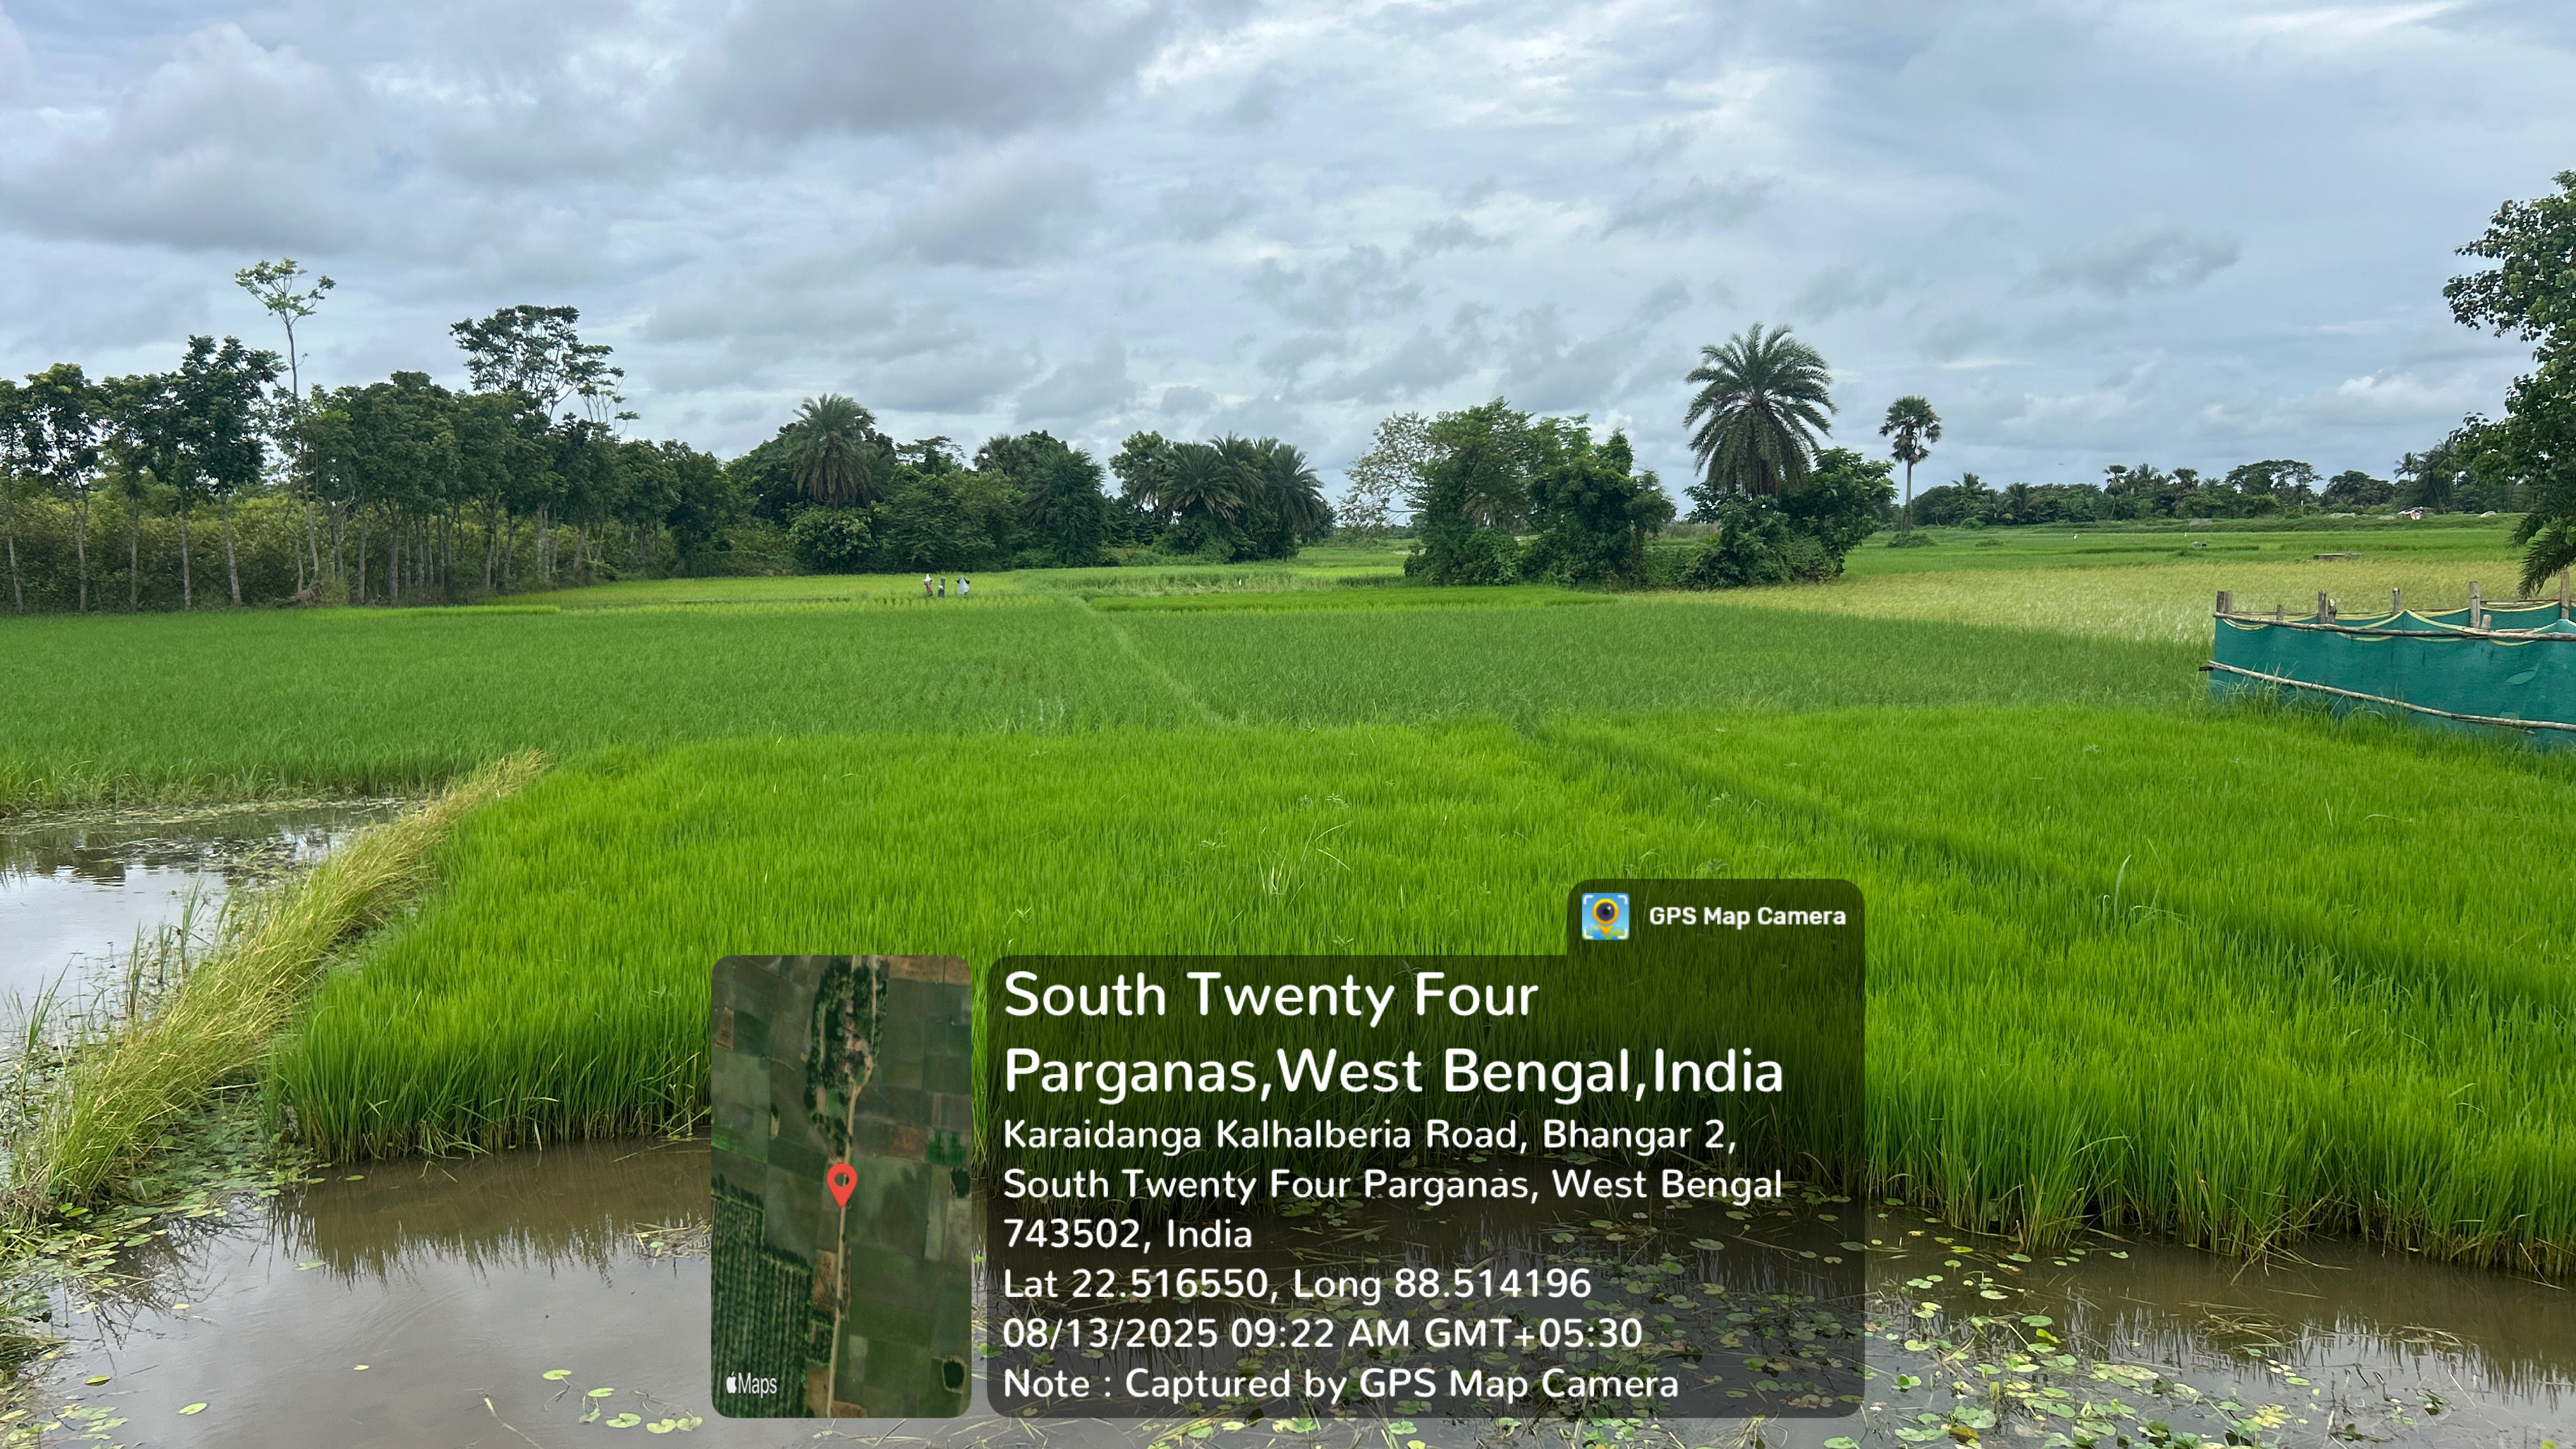 GPS Map Camera
South Twenty Four
Parganas,West Bengal,India
Karaidanga Kalhalberia Road, Bhangar 2,
South Twenty Four Parganas, West Bengal
743502, India
Lat 22.516550, Long 88.514196
08/13/2025 09:22 AM GMT+05:30
Note : Captured by GPS Map Camera
Maps